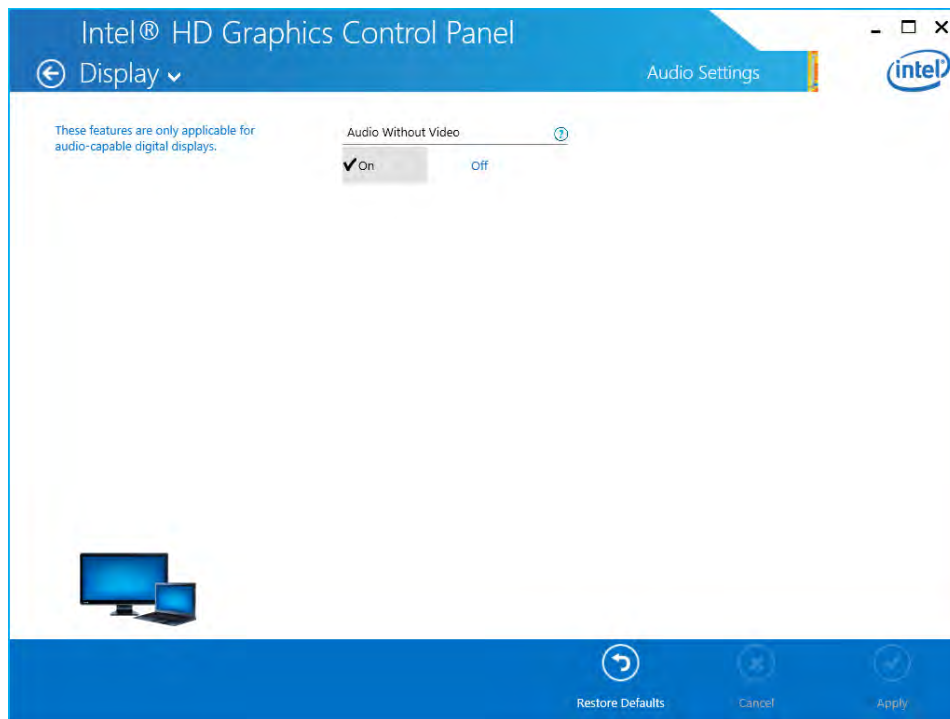 Intel® HD Graphics Control Panel
Display
Audio Settings
intel
These features are only applicable for
audio-capable digital displays.
Audio Without Video
?
On
Off
Restore Defaults
Cancel
Apply